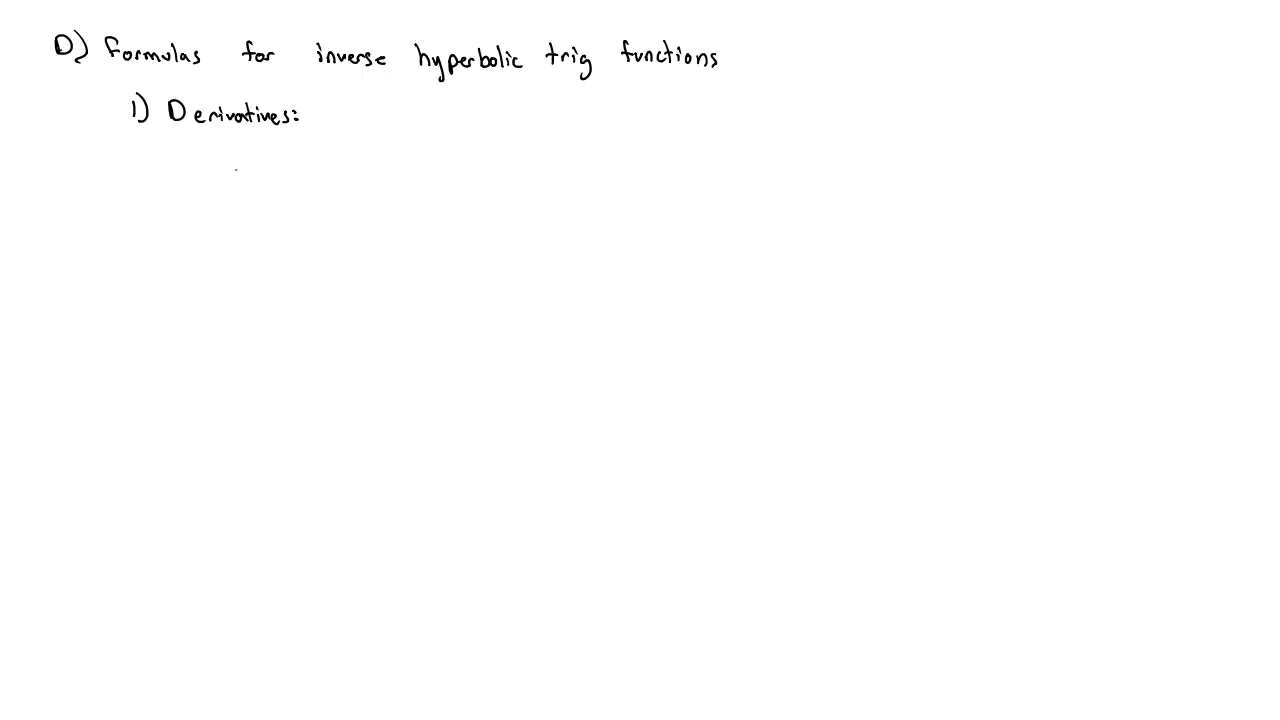 D) Formulas for inverse hyperbolic trig functions
1) Derivatives: